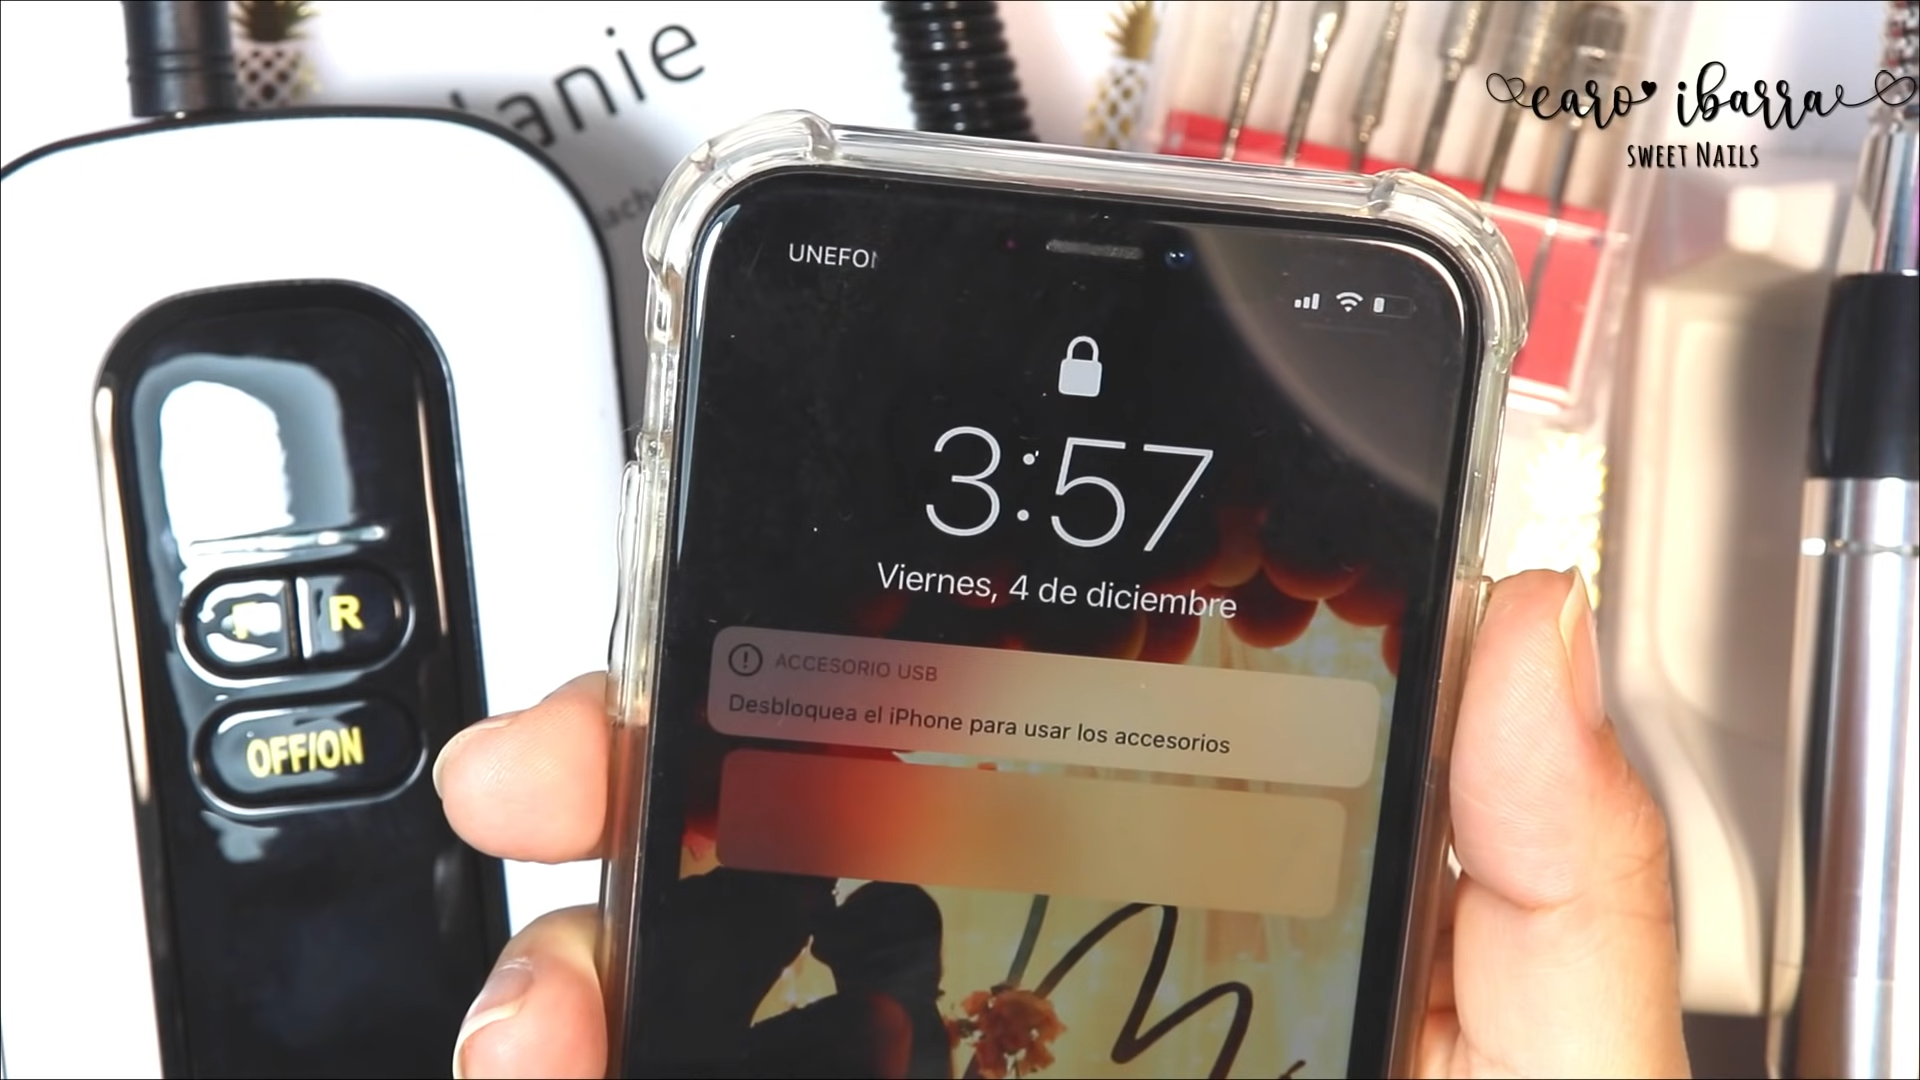 caro ibarra
SWEET NAILS
anie
UNEFO
3:57
Viernes, 4 de diciembre
ACCESORIO USB
Desbloquea el iPhone para usar los accesorios
R
OFF/ON